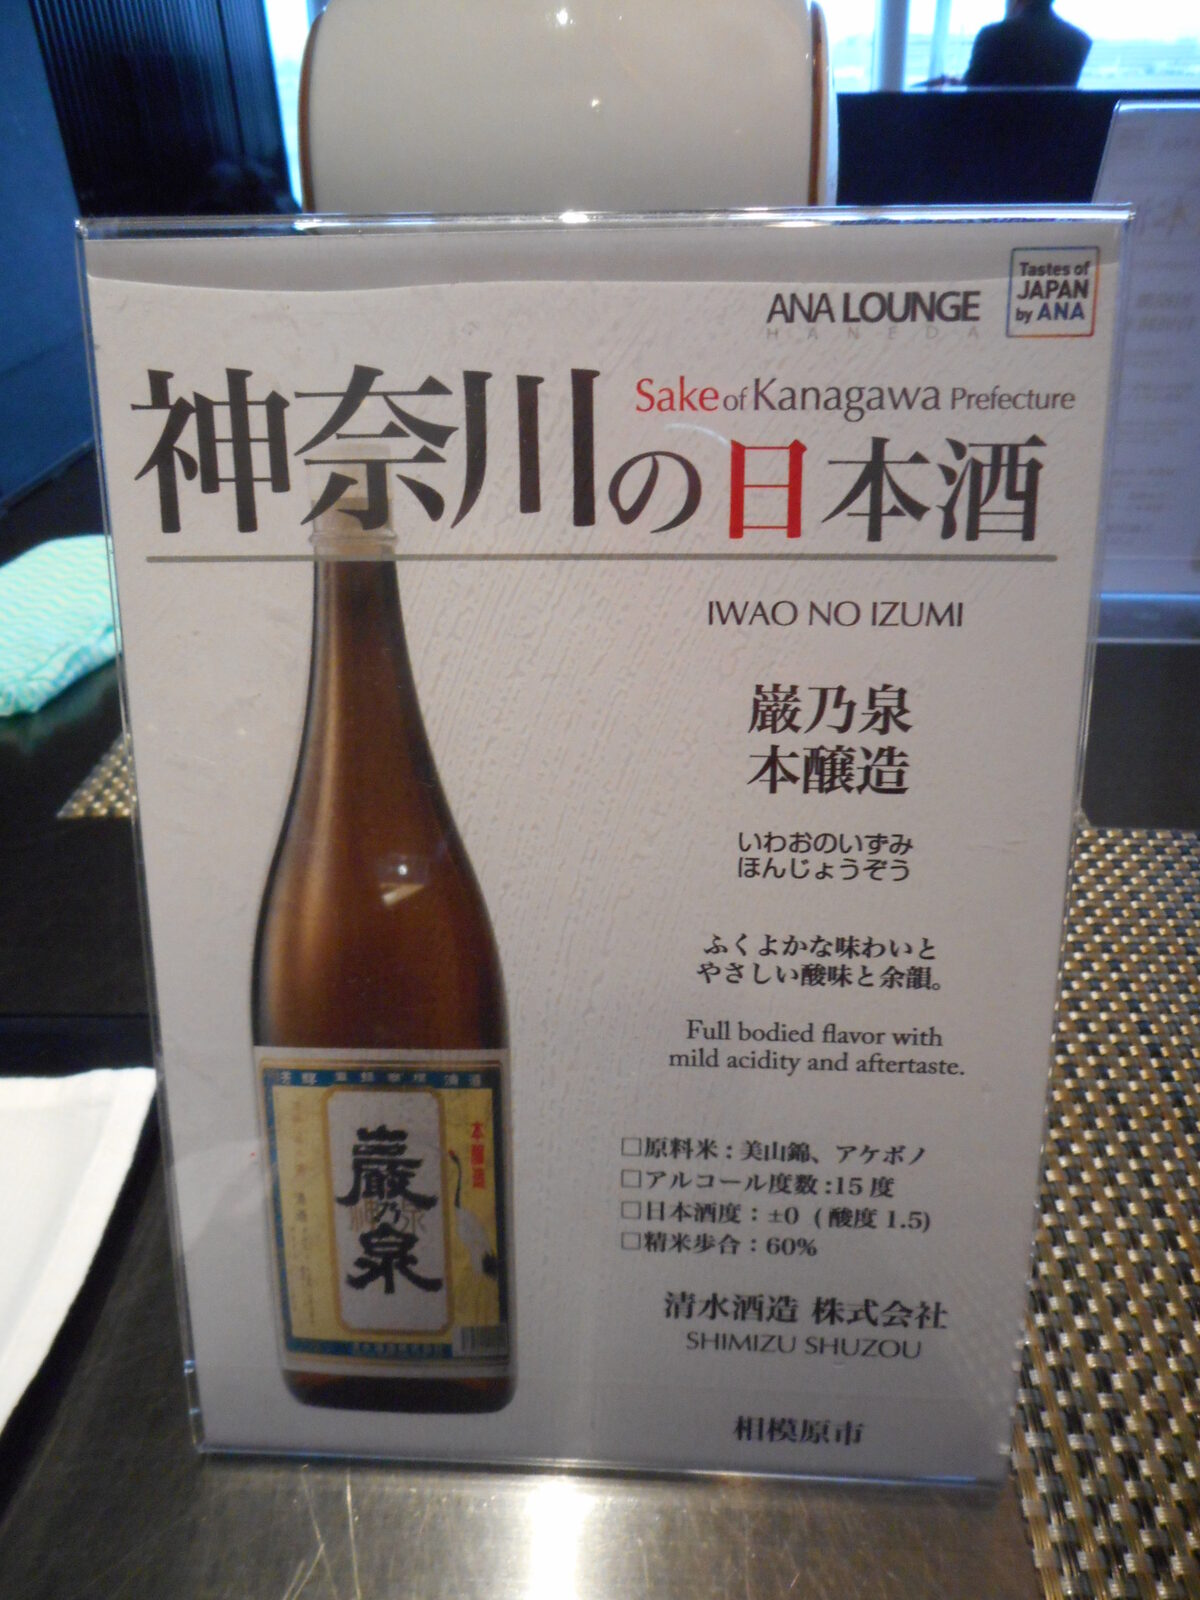 Tastes of
JAPAN
by ANA
ANA LOUNGE
HANEDA
Sake of Kanagawa Prefecture
神奈川の日本酒
IWAO NO IZUMI
巌乃泉
本醸造
いわおのいずみ
ほんじょうぞう
ふくよかな味わいと
やさしい酸味と余韻。
Full bodied flavor with
mild acidity and aftertaste.
□原料米：美山錦、アケボノ
□アルコール度数：15度
□日本酒度：±0（酸度1.5)
□精米歩合：60%
清水酒造 株式会社
SHIMIZU SHUZOU
相模原市
本醸造
巌乃泉